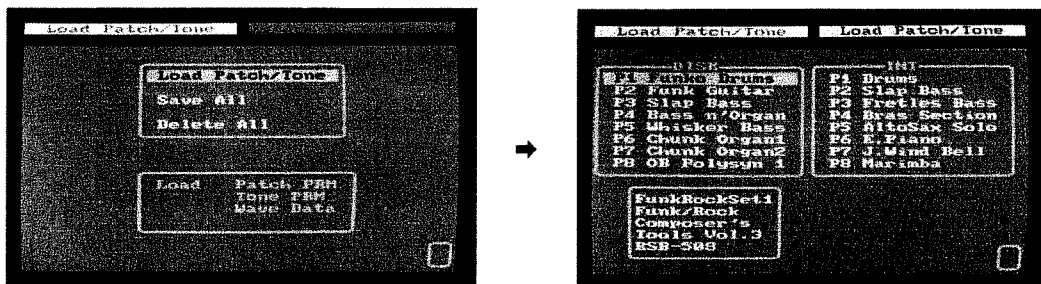 Load Patch/Tone
Load Patch/Tone
Save All
Delete All
Load Patch PRM
Tone PRM
Wave Data
Load Patch/Tone Load Patch/Tone
DISK
P1 Funke Drums
P2 Funk Guitar
P3 Slap Bass
P4 Bass n'Organ
P5 Whisker Bass
P6 Chunk Organ1
P7 Chunk Organ2
P8 OB Polysyn 1
INT
P1 Drums
P2 Slap Bass
P3 Fretles Bass
P4 Bras Section
P5 AltoSax Solo
P6 E.Piano
P7 J.Wind Bell
P8 Marimba
FunkRockSet1
Funk/Rock
Composer's
Tools Vol.3
RSB-508